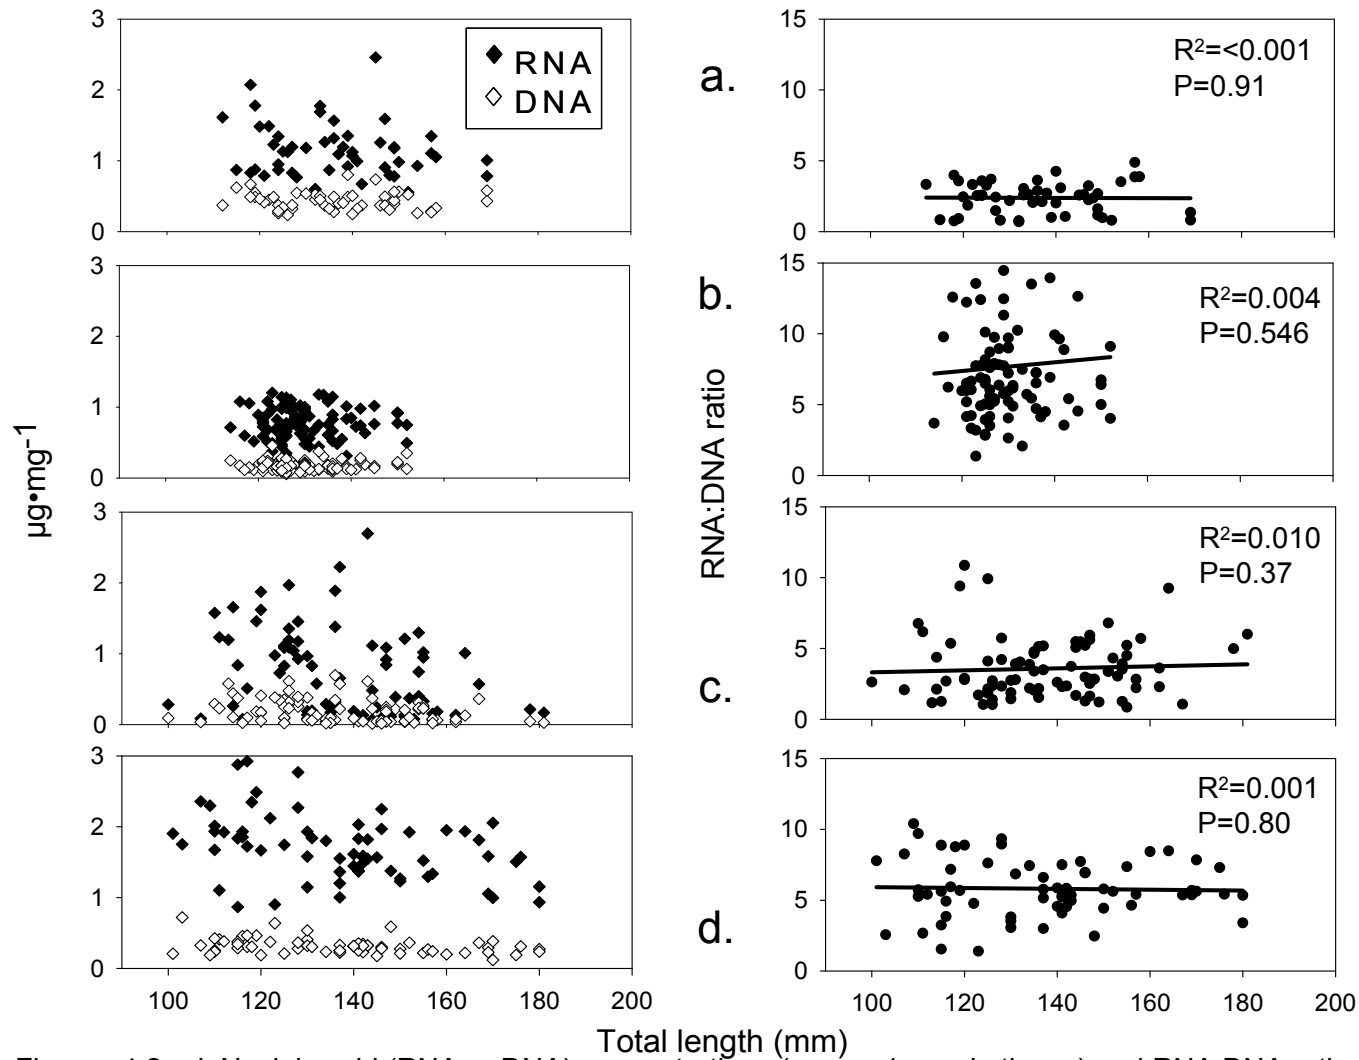 3
2
1
0
RNA
DNA
a.
15
10
5
0
R²=<0.001
P=0.91
3
2
1
0
b.
15
10
5
0
R²=0.004
P=0.546
µg•mg⁻¹
RNA:DNA ratio
3
2
1
0
c.
15
10
5
0
R²=0.010
P=0.37
3
2
1
0
d.
15
10
5
0
R²=0.001
P=0.80
100 120 140 160 180 200
100 120 140 160 180 200
Total length (mm)